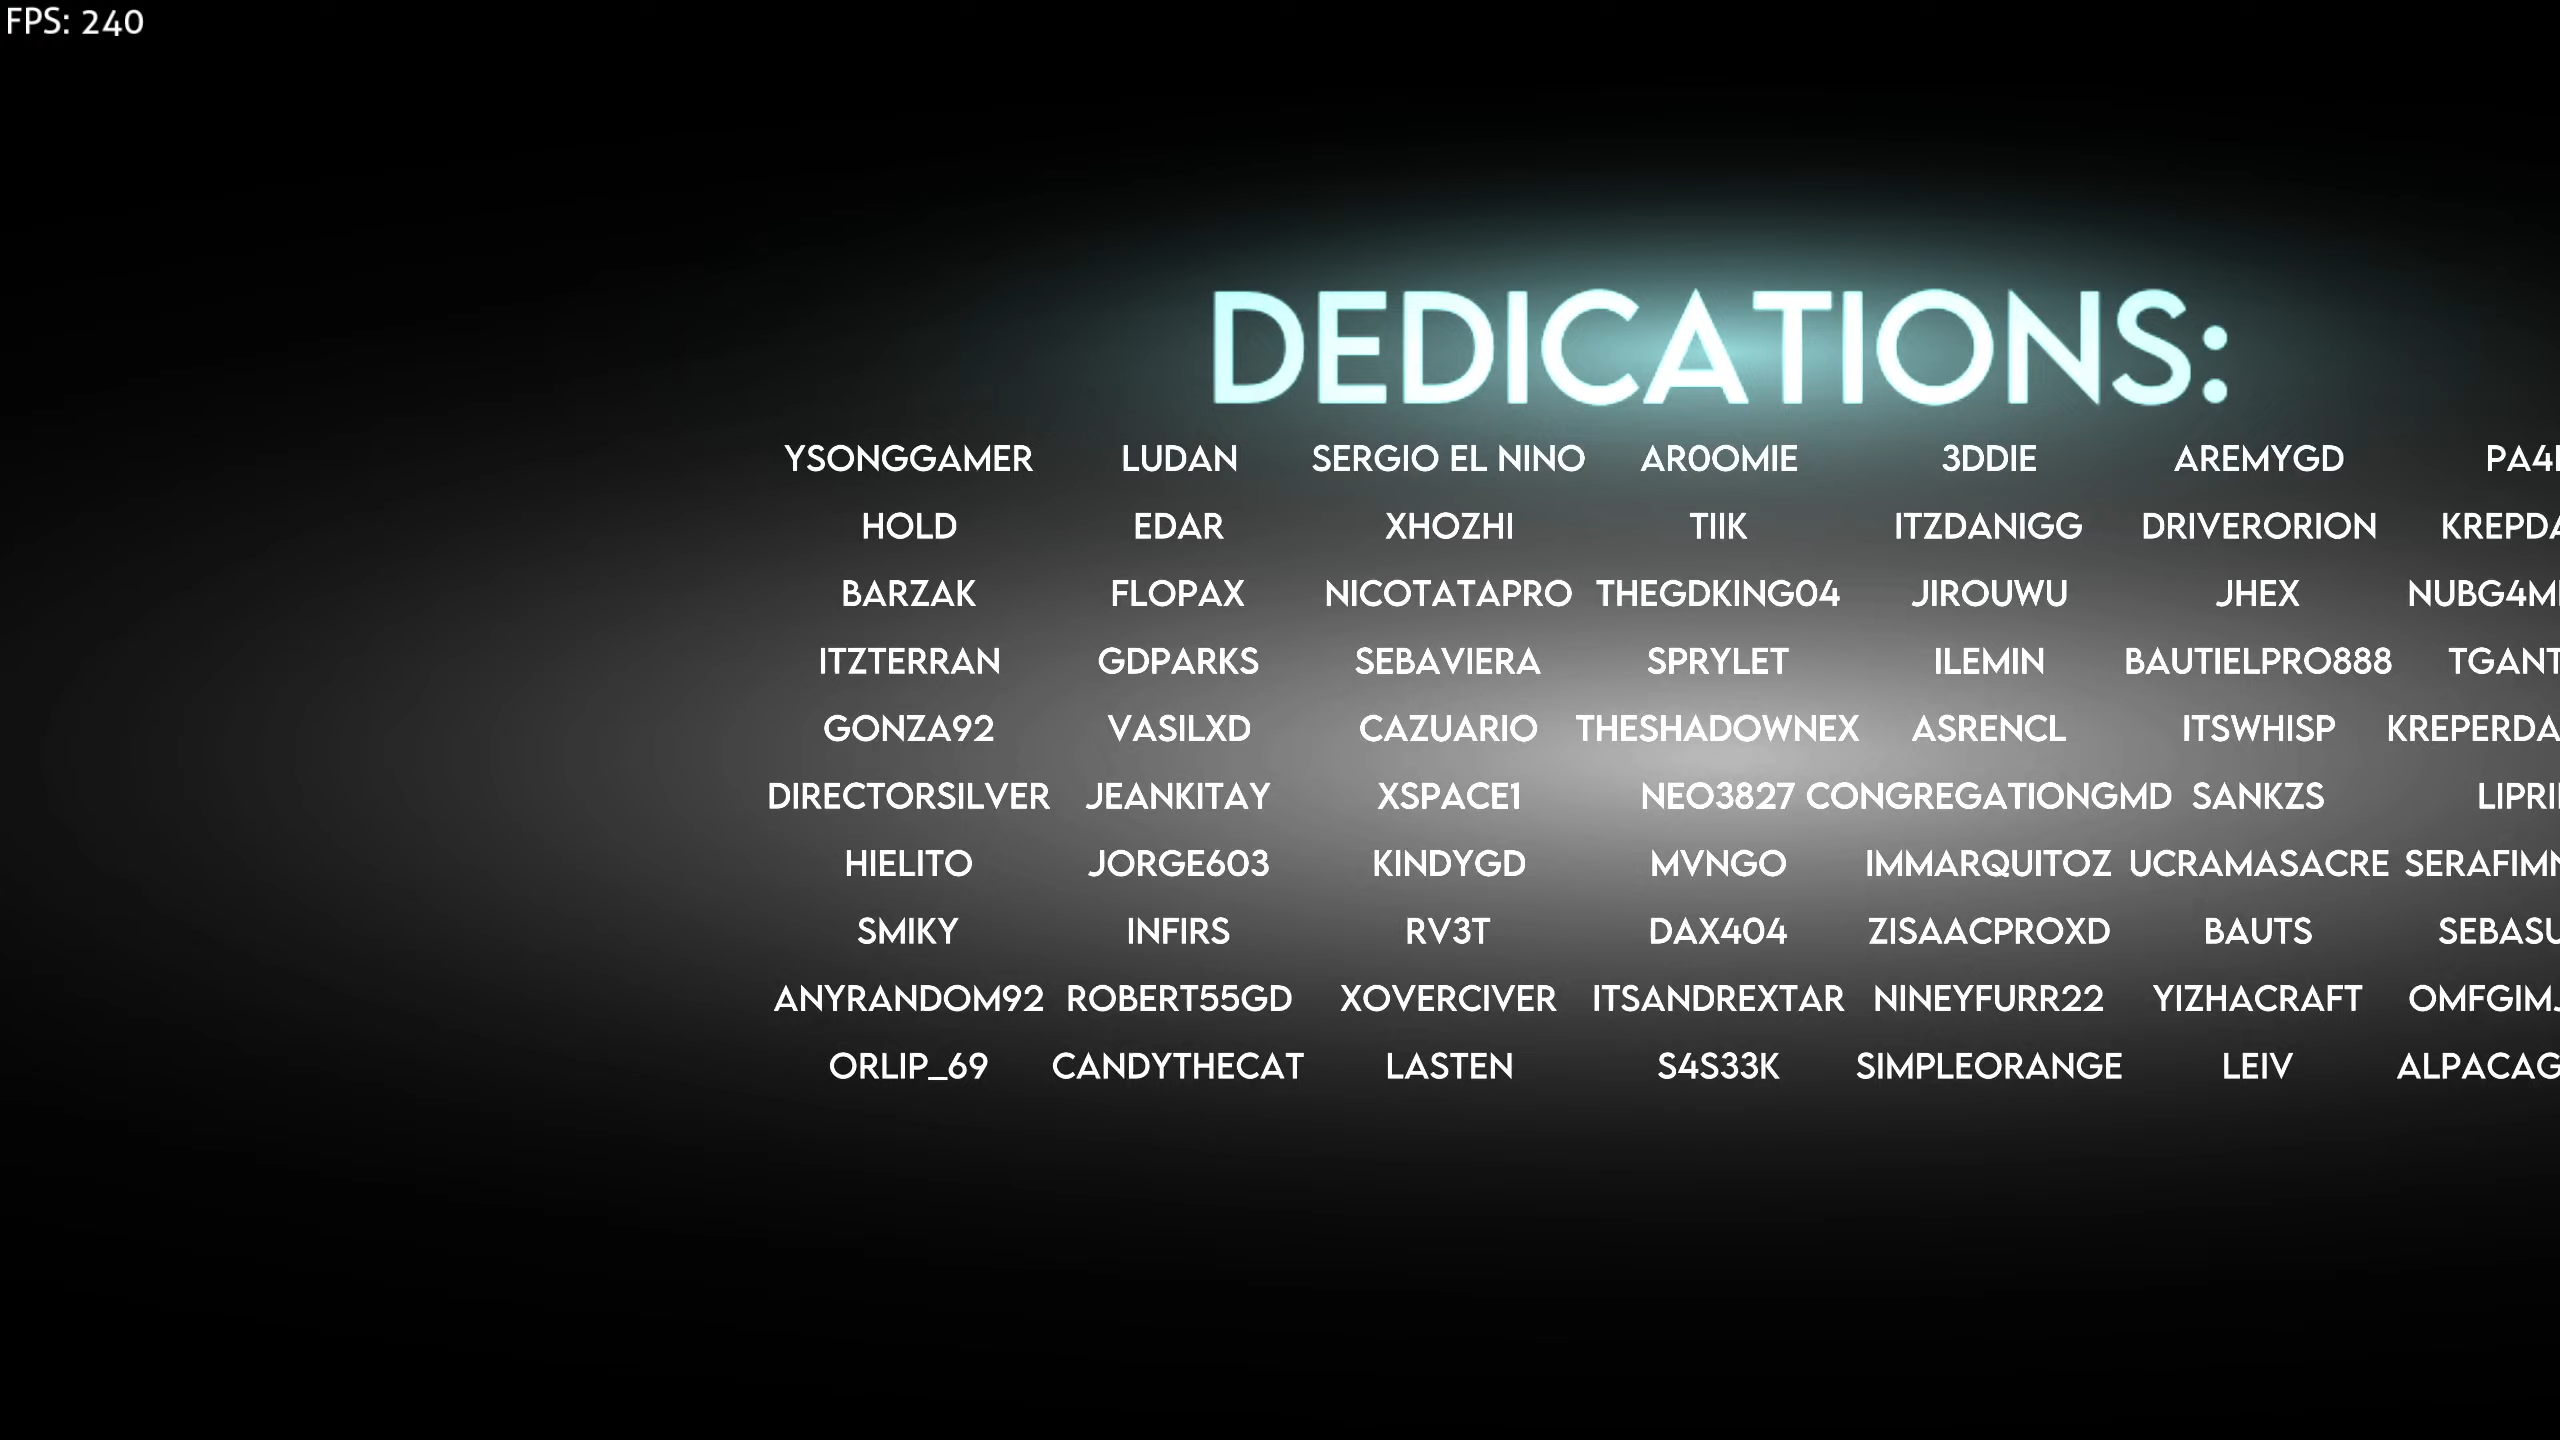 FPS: 240
DEDICATIONS:
YSONGGAMER LUDAN SERGIO EL NINO AR0OMIE 3DDIE AREMYGD
HOLD EDAR XHOZHI TIIK ITZDANIGG DRIVERORION
BARZAK FLOPAX NICOTATAPRO THEGDKING04 JIROUWU JHEX
ITZTERRAN GDPARKS SEBAVIERA SPRYLET ILEMIN BAUTIELPRO888
GONZA92 VASILXD CAZUARIO THESHADOWNEX ASRENCL ITSWHISP
DIRECTORSILVER JEANKITAY XSPACE1 NEO3827 CONGREGATIONGMD SANKZS
HIELITO JORGE603 KINDYGD MVNGO IMMARQUITOZ UCRAMASACRE
SMIKY INFIRS RV3T DAX404 ZISAACPROXD BAUTS
ANYRANDOM92 ROBERT55GD XOVERCIVER ITSANDREXTAR NINEYFURR22 YIZHACRAFT
ORLIP_69 CANDYTHECAT LASTEN S4S33K SIMPLEORANGE LEIV